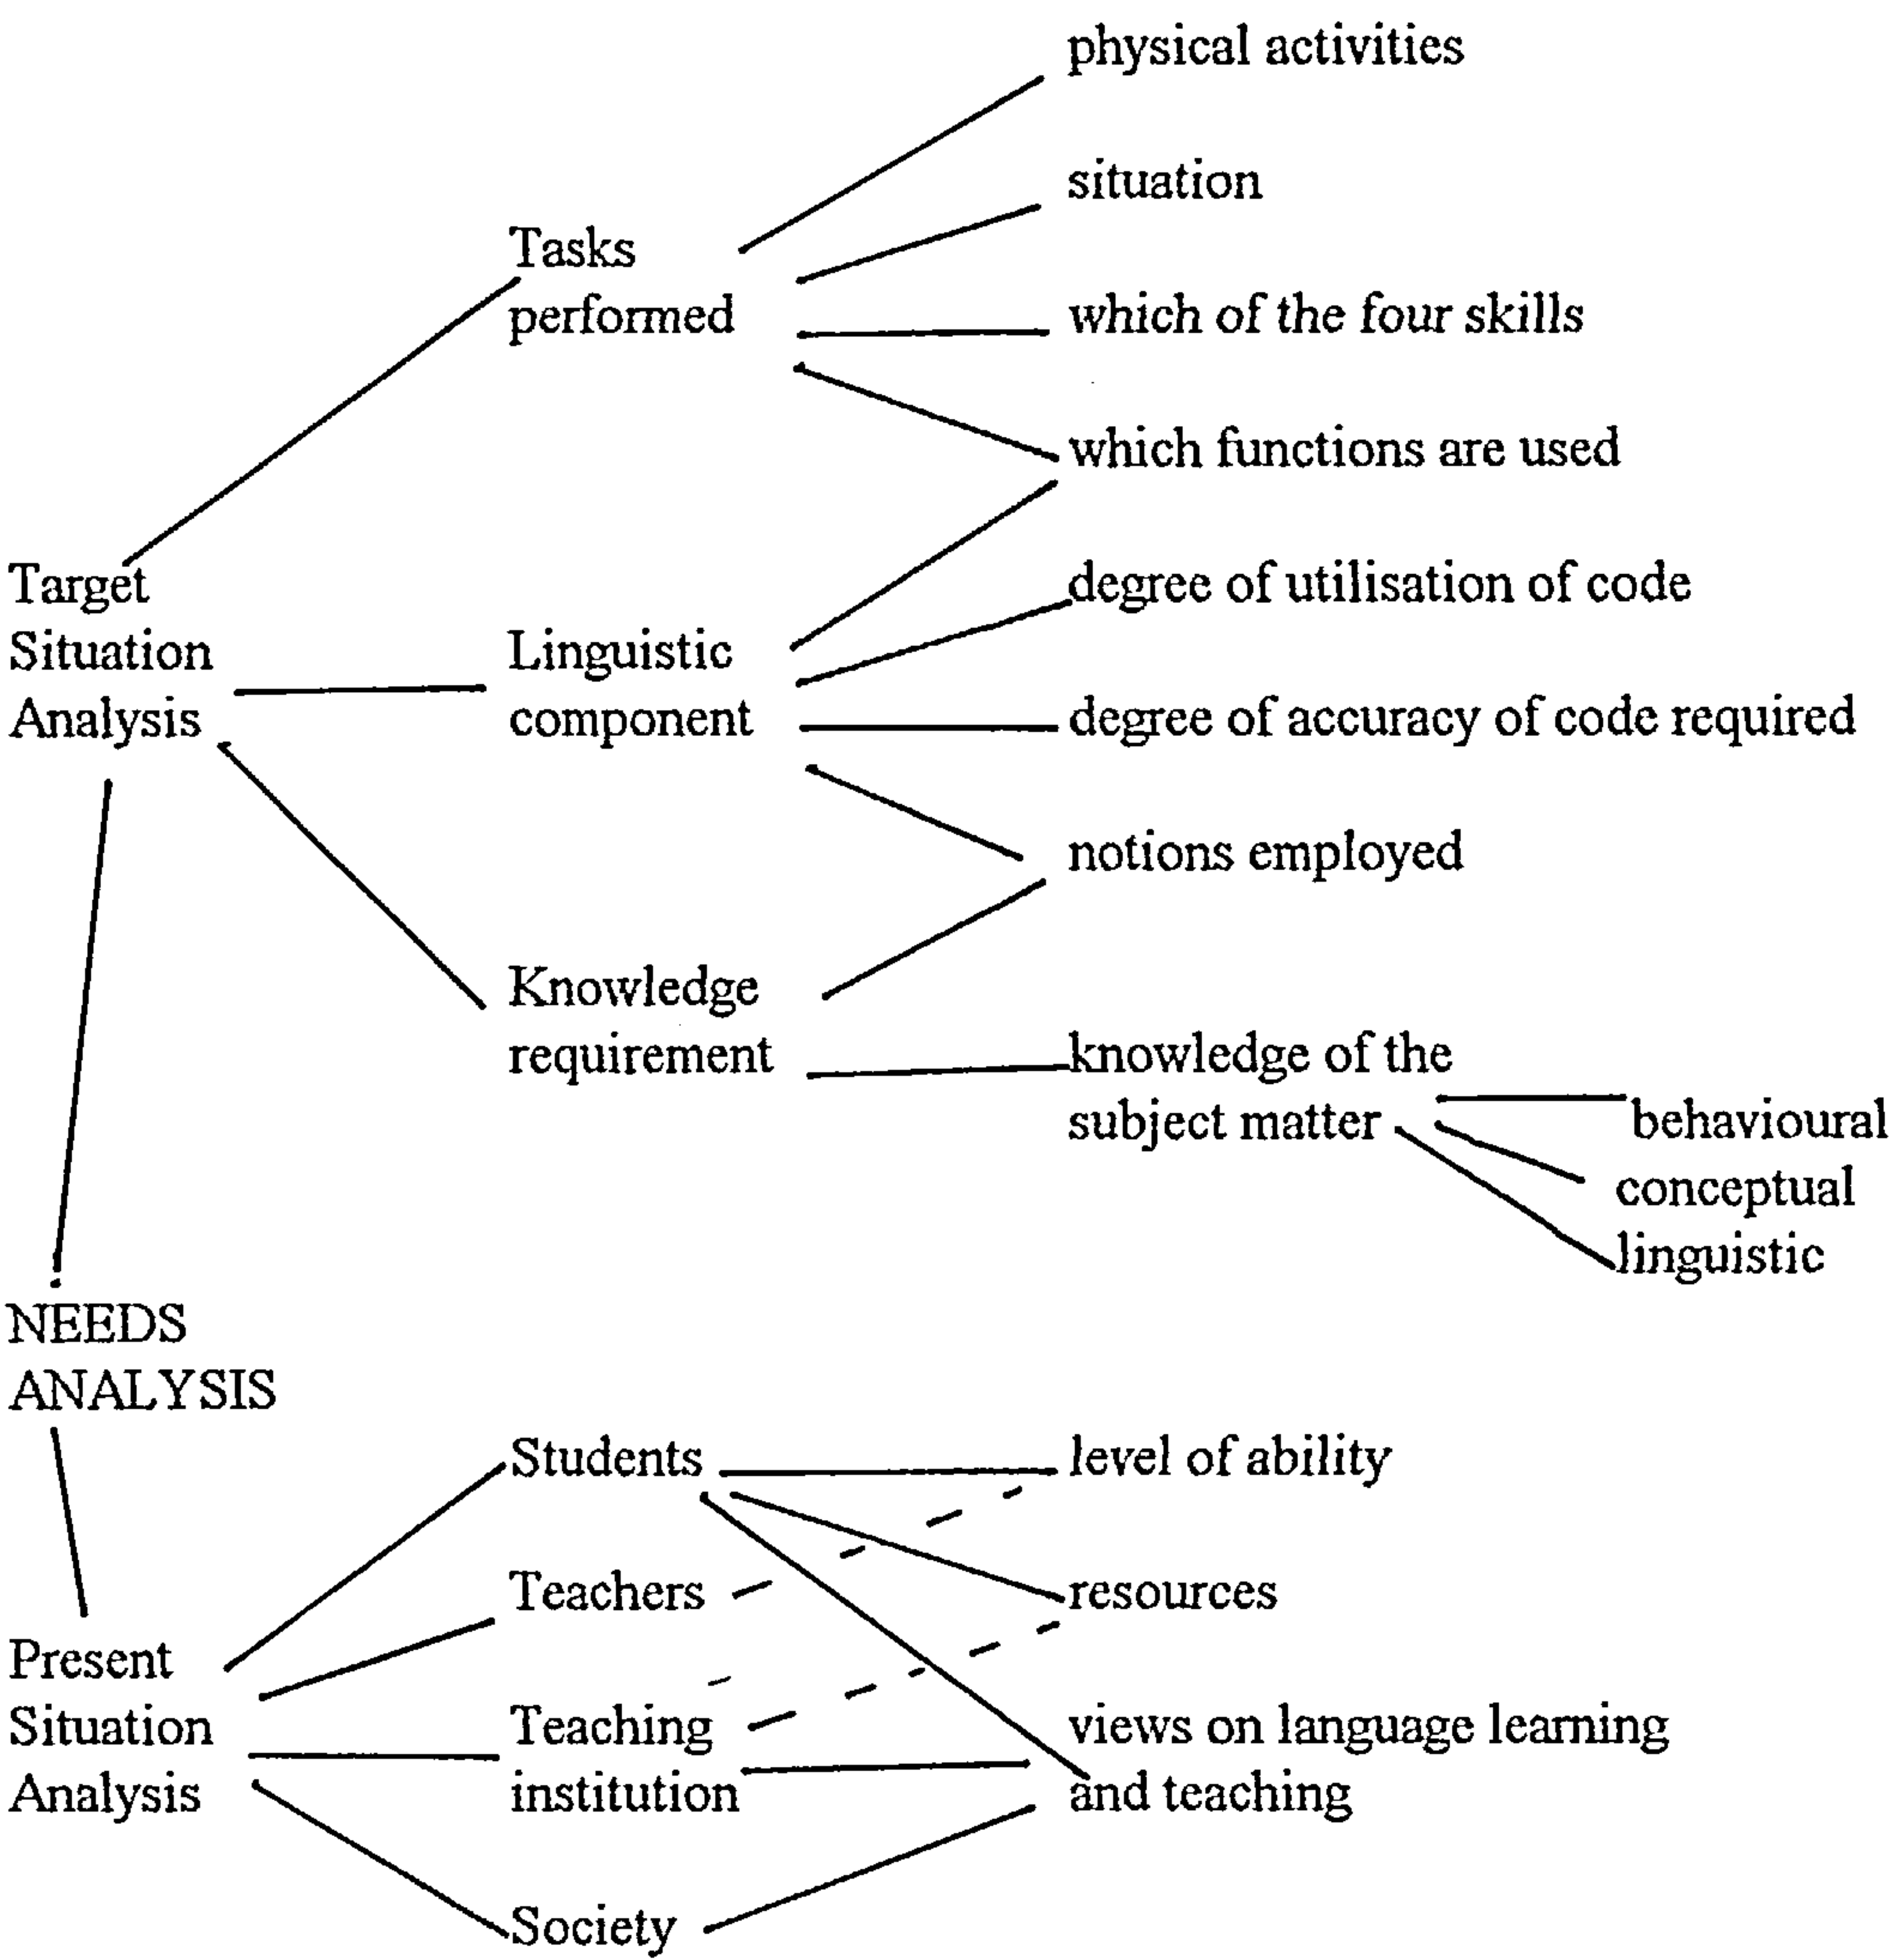 physical activities
situation
Tasks
performed
which of the four skills
which functions are used
Target
Situation
Analysis
Linguistic
component
degree of utilisation of code
degree of accuracy of code required
notions employed
Knowledge
requirement
knowledge of the
subject matter
behavioural
conceptual
linguistic
NEEDS
ANALYSIS
Students
level of ability
Teachers
resources
Present
Situation
Analysis
Teaching
institution
views on language learning
and teaching
Society